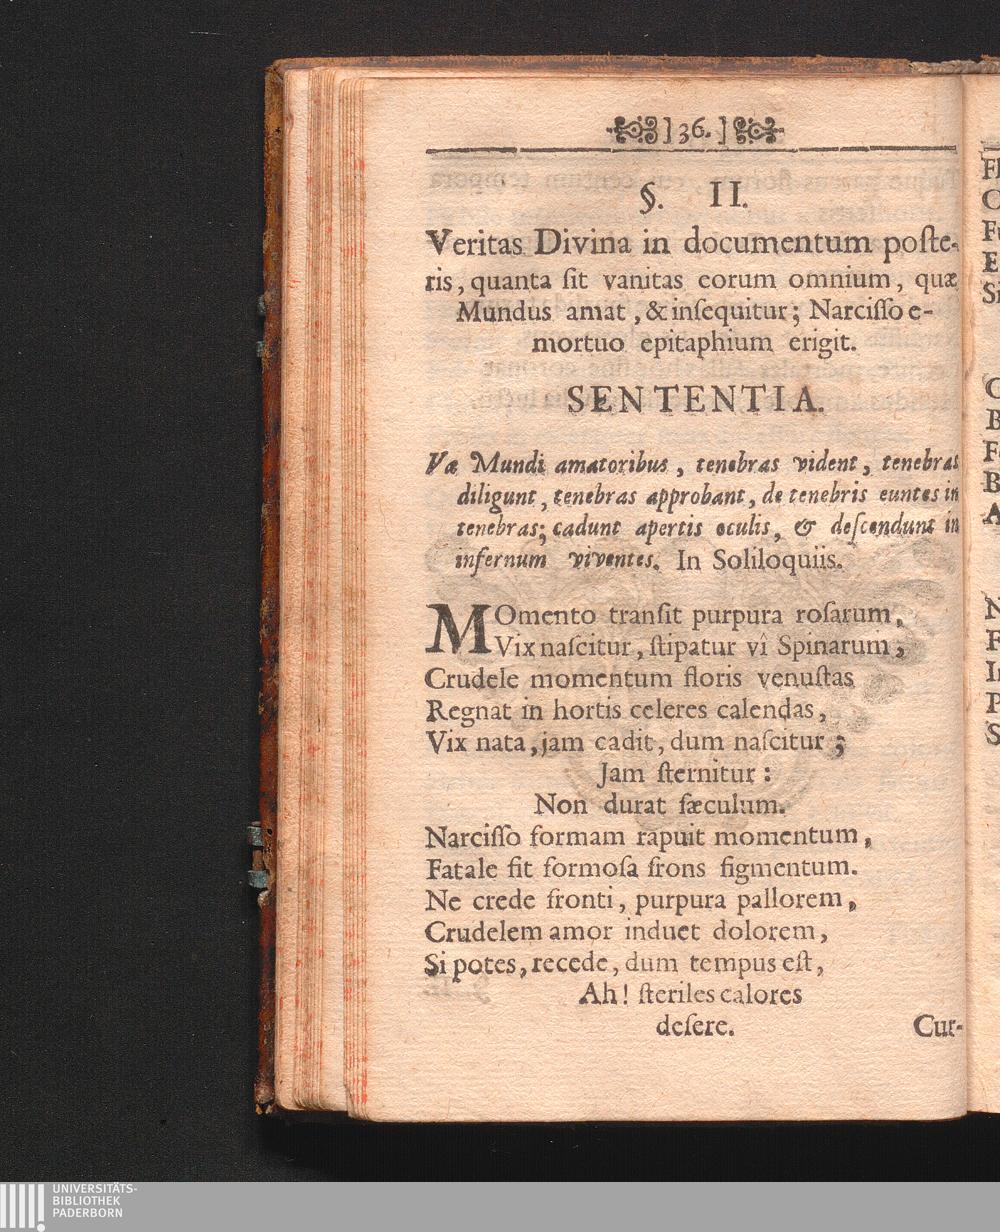 ] 36. ]
§. II.
Veritas Divina in documentum poſte-
ris, quanta ſit vanitas eorum omnium, quæ
Mundus amat, & inſequitur; Narciſſo e-
mortuo epitaphium erigit.
SENTENTIA.
Væ Mundi amatoribus, tenebras vident, tenebras
diligunt, tenebras approbant, de tenebris euntes in
tenebras; cadunt apertis oculis, & deſcendunt in
infernum viventes. In Soliloquiis.
MOmento tranſit purpura roſarum,
Vix naſcitur, ſtipatur vî Spinarum,
Crudele momentum floris venuſtas
Regnat in hortis celeres calendas,
Vix nata, jam cadit, dum naſcitur;
Jam ſternitur:
Non durat ſæculum.
Narciſſo formam rapuit momentum,
Fatale fit formoſa frons figmentum.
Ne crede fronti, purpura pallorem,
Crudelem amor induet dolorem,
Si potes, recede, dum tempus eſt,
Ah! ſteriles calores
deſere.
Cur-
UNIVERSITÄTS-
BIBLIOTHEK
PADERBORN